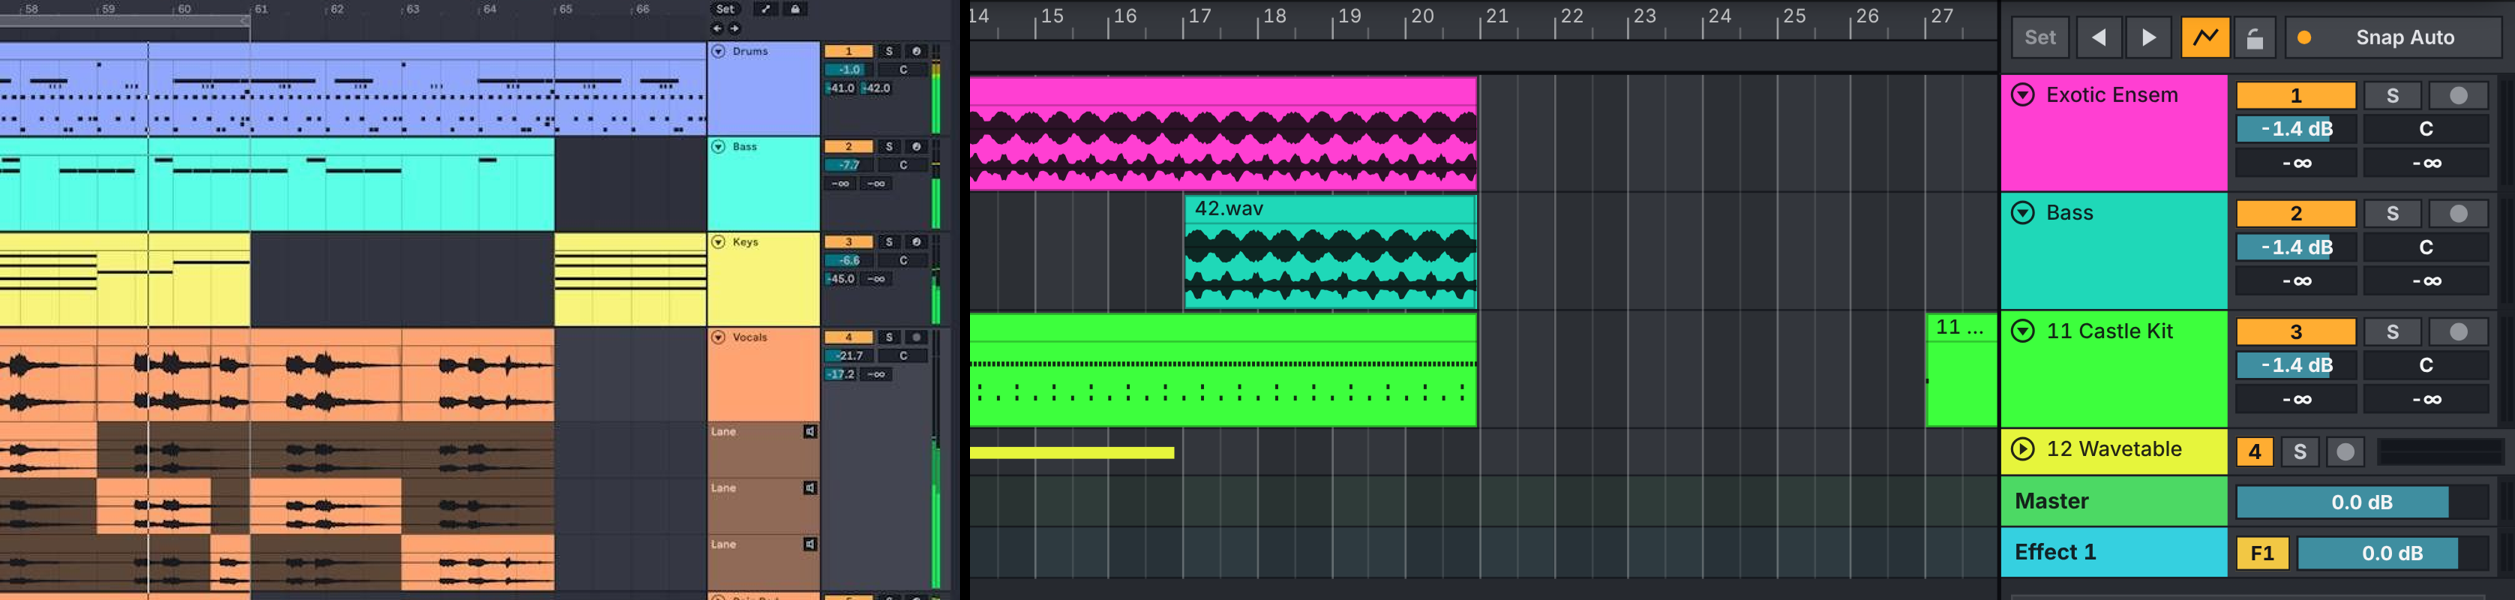 58 59 60 61 62 63 64 65 66 Set
Drums 1 S
-1.0 C
-41.0 -42.0
Bass 2 S
-7.7 C
-∞ -∞
Keys 3 S
-6.6 C
-45.0 -∞
Vocals 4 S
-21.7 C
-17.2 -∞
Lane
Lane
Lane
14 15 16 17 18 19 20 21 22 23 24 25 26 27
Set Snap Auto
Exotic Ensem 1 S
-1.4 dB C
-∞ -∞
42.wav
Bass 2 S
-1.4 dB C
-∞ -∞
11 ...
11 Castle Kit 3 S
-1.4 dB C
-∞ -∞
12 Wavetable 4 S
Master 0.0 dB
Effect 1 F1 0.0 dB